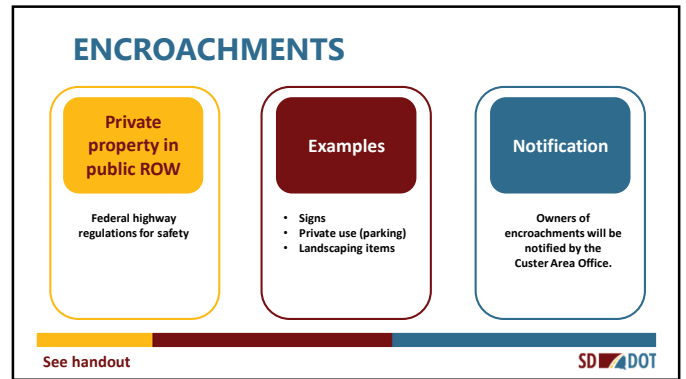 ENCROACHMENTS
Private
property in
public ROW
Federal highway
regulations for safety
Examples
• Signs
• Private use (parking)
• Landscaping items
Notification
Owners of
encroachments will be
notified by the
Custer Area Office.
See handout
SD DOT